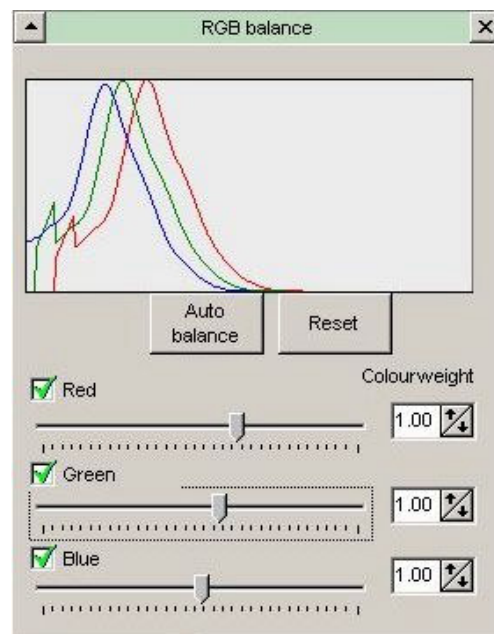 RGB balance
Auto
balance
Reset
Colourweight
Red
1.00
Green
1.00
Blue
1.00